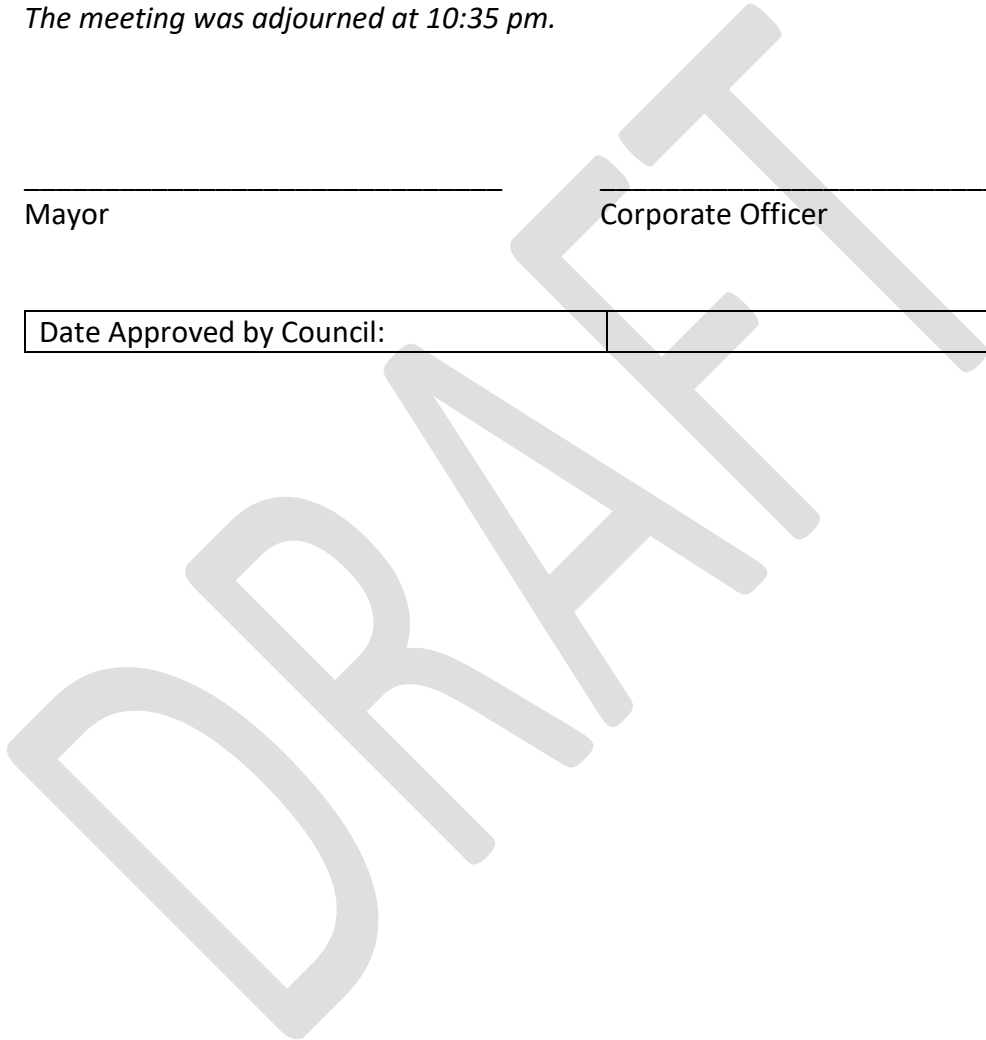 The meeting was adjourned at 10:35 pm.
Mayor Corporate Officer
Date Approved by Council:
DRAFT